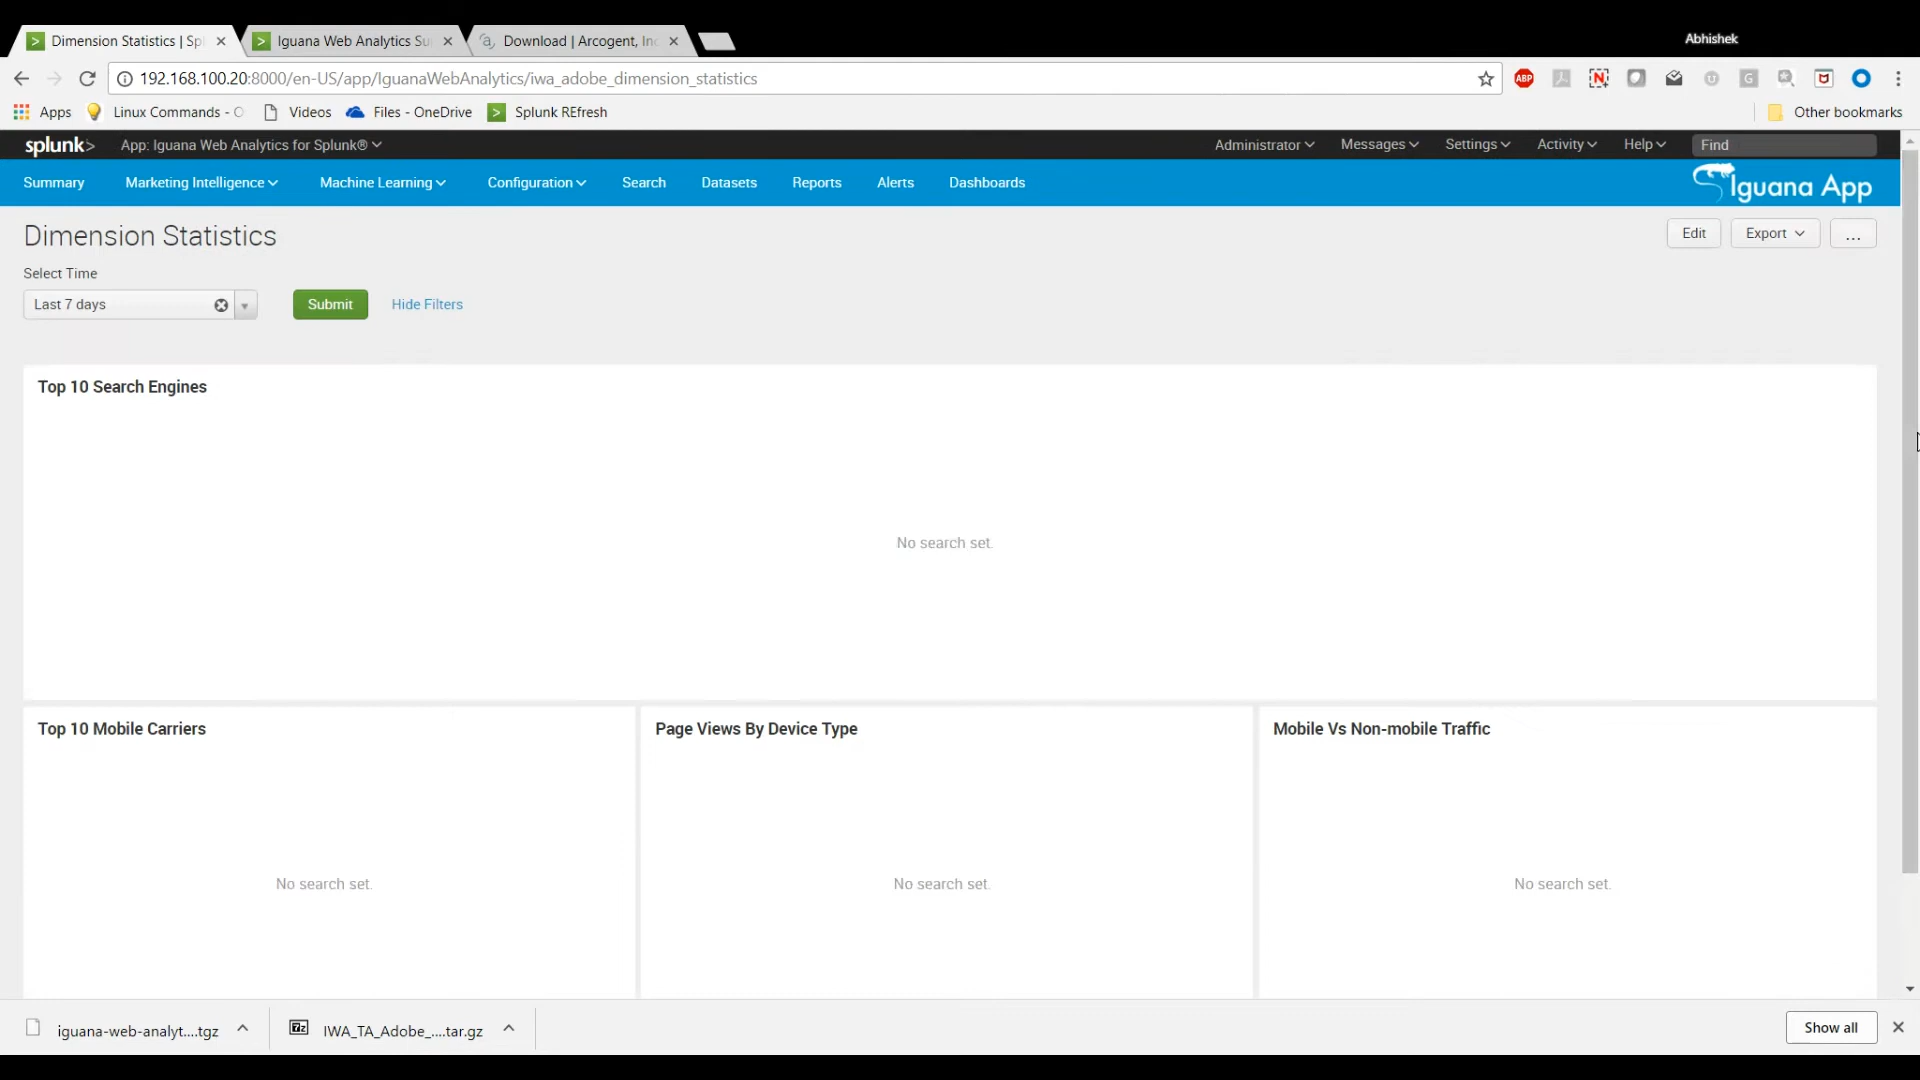 Abhishek
Dimension Statistics | Sp
Iguana Web Analytics Su
Download | Arcogent, In
192.168.100.20:8000/en-US/app/IguanaWebAnalytics/iwa_adobe_dimension_statistics
ABP
N
G
Apps
Linux Commands - O
Videos
Files - OneDrive
Splunk REfresh
Other bookmarks
splunk>
App: Iguana Web Analytics for Splunk®
Administrator
Messages
Settings
Activity
Help
Find
Summary
Marketing Intelligence
Machine Learning
Configuration
Search
Datasets
Reports
Alerts
Dashboards
Iguana App
Dimension Statistics
Edit
Export
...
Select Time
Last 7 days
Submit
Hide Filters
Top 10 Search Engines
No search set.
Top 10 Mobile Carriers
Page Views By Device Type
Mobile Vs Non-mobile Traffic
No search set.
No search set.
No search set.
iguana-web-analyt....tgz
7z
IWA_TA_Adobe_....tar.gz
Show all